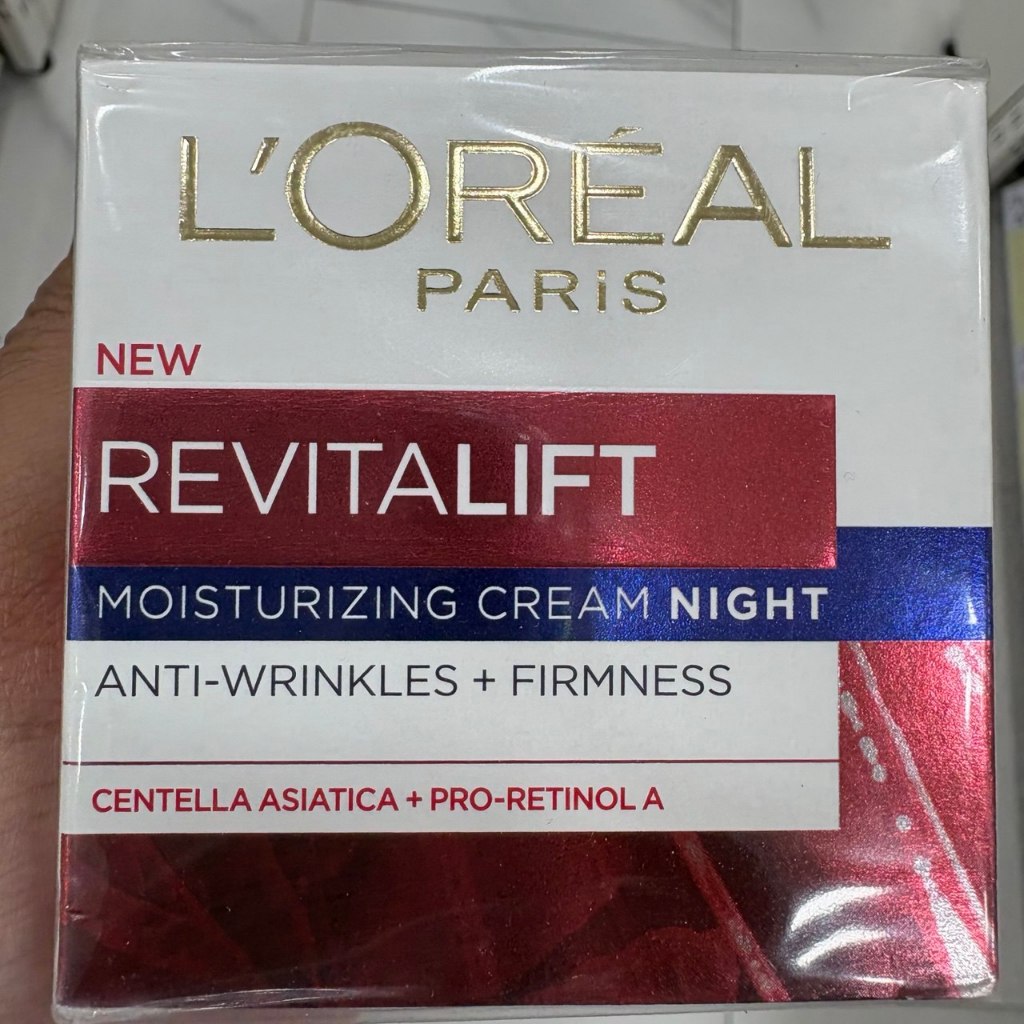 L'ORÉAL
PARIS
NEW
REVITALIFT
MOISTURIZING CREAM NIGHT
ANTI-WRINKLES + FIRMNESS
CENTELLA ASIATICA + PRO-RETINOL A